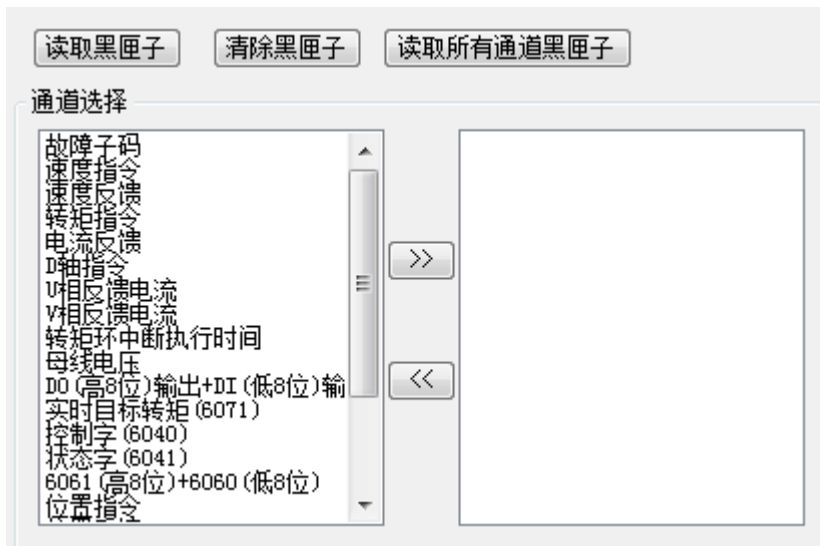 读取黑匣子 清除黑匣子 读取所有通道黑匣子
通道选择
故障子码
速度指令
速度反馈
转矩指令
电流反馈
D轴指令
U相反馈电流
V相反馈电流
转矩环中断执行时间
母线电压
DO(高8位)输出+DI(低8位)输
实时目标转矩(6071)
控制字(6040)
状态字(6041)
6061(高8位)+6060(低8位)
位置指令
>>
<<